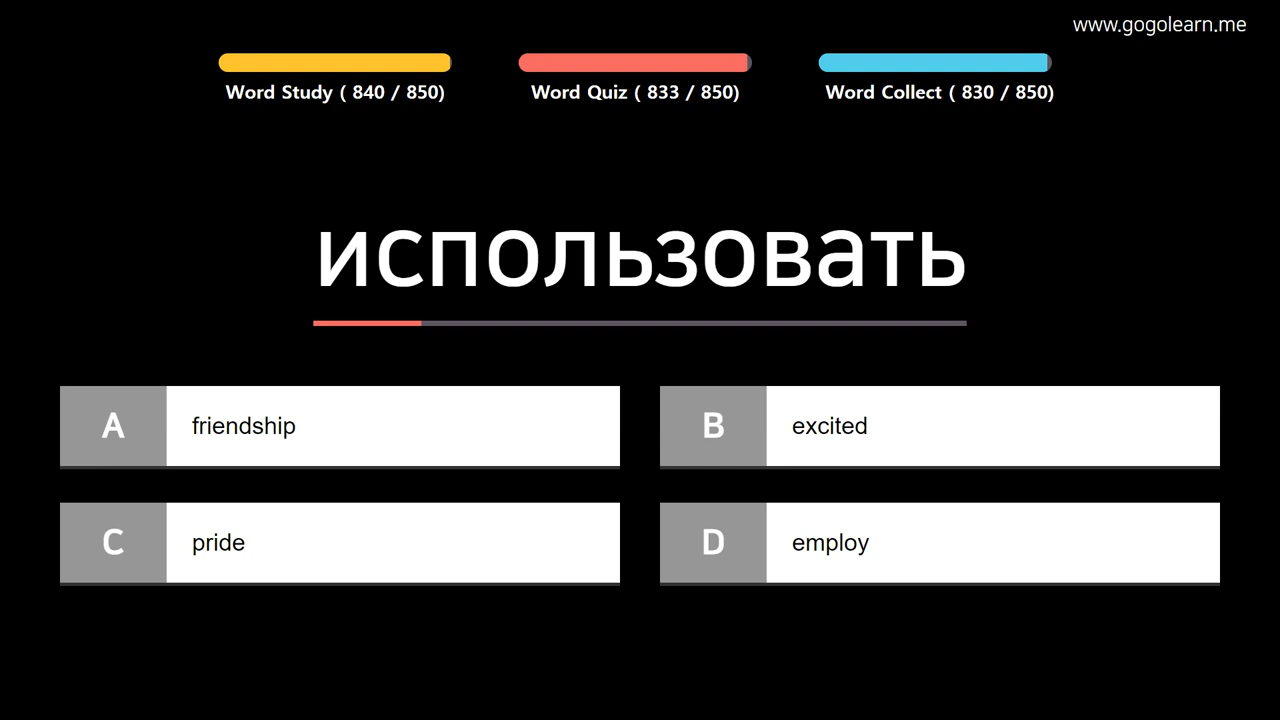 www.gogolearn.me
Word Study ( 840 / 850)
Word Quiz ( 833 / 850)
Word Collect ( 830 / 850)
использовать
A friendship
B excited
C pride
D employ